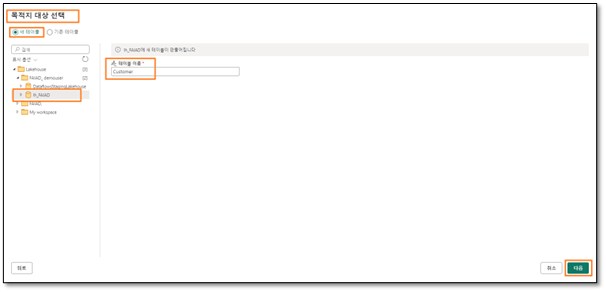 목적지 대상 선택
새 테이블 기존 테이블
검색
표시 옵션
Lakehouse
FAIAD_demouser
DataflowsStagingLakehouse
lh_FAIAD
FAIAD
My workspace
lh_FAIAD에 새 테이블이 만들어집니다
테이블 이름 *
Customer
뒤로
취소
다음